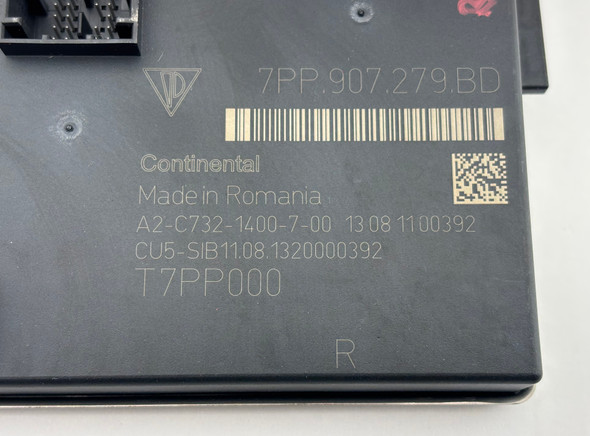 7PP.907.279.BD
Continental
Made in Romania
A2-C732-1400-7-00 13 08 11 00392
CU5-SIB11.08.1320000392
T7PP000
R